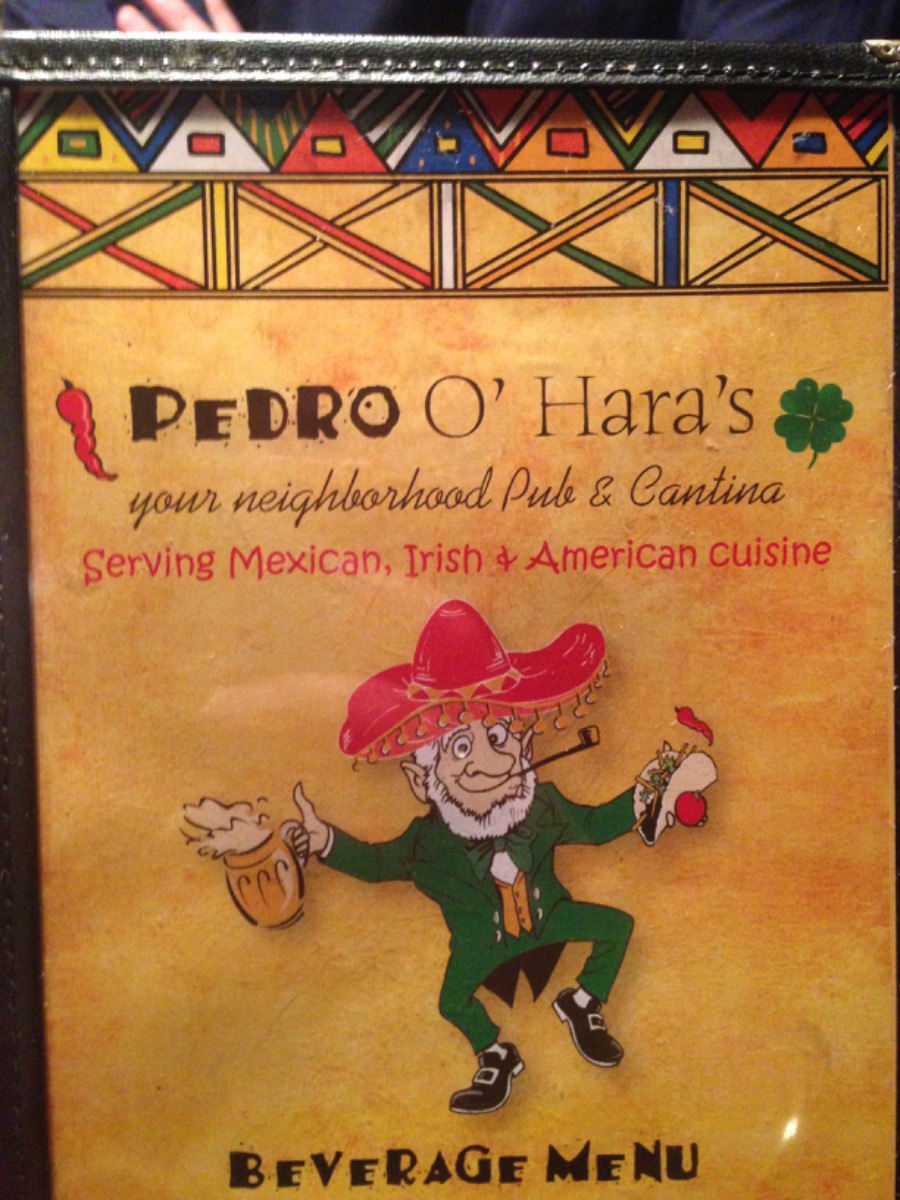 PEDRO O' Hara's
your neighborhood Pub & Cantina
Serving Mexican, Irish & American cuisine
BEVERAGE MENU